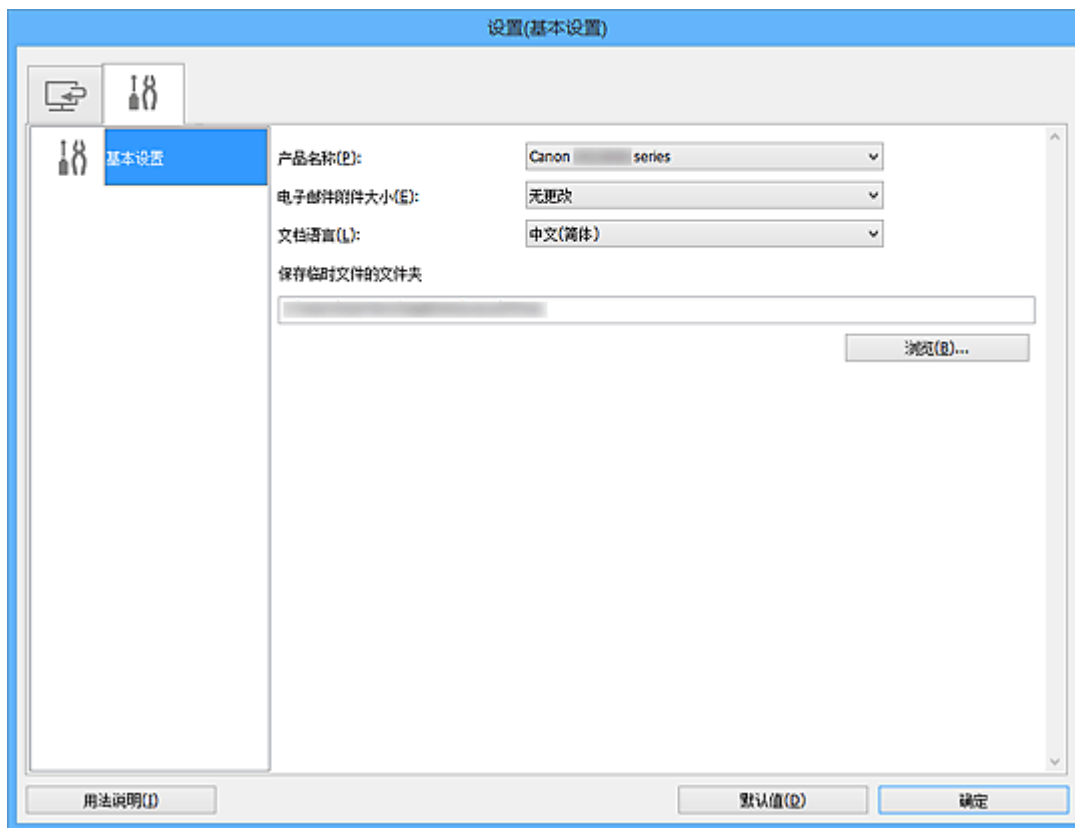 设置(基本设置)
基本设置
产品名称(P):
Canon series
电子邮件附件大小(E):
无更改
文档语言(L):
中文(简体)
保存临时文件的文件夹
浏览(B)...
用法说明(I)
默认值(D)
确定